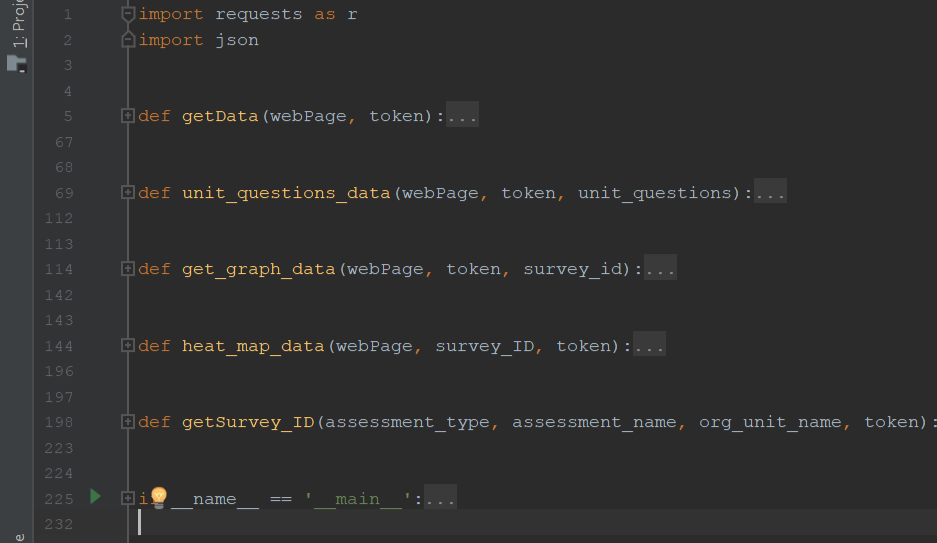 1: Proje
1 import requests as r
2 import json
3
4
5 def getData(webPage, token):...
67
68
69 def unit_questions_data(webPage, token, unit_questions):...
112
113
114 def get_graph_data(webPage, token, survey_id):...
142
143
144 def heat_map_data(webPage, survey_ID, token):...
196
197
198 def getSurvey_ID(assessment_type, assessment_name, org_unit_name, token):
223
224
225 i __name__ == '__main__':...
232
e